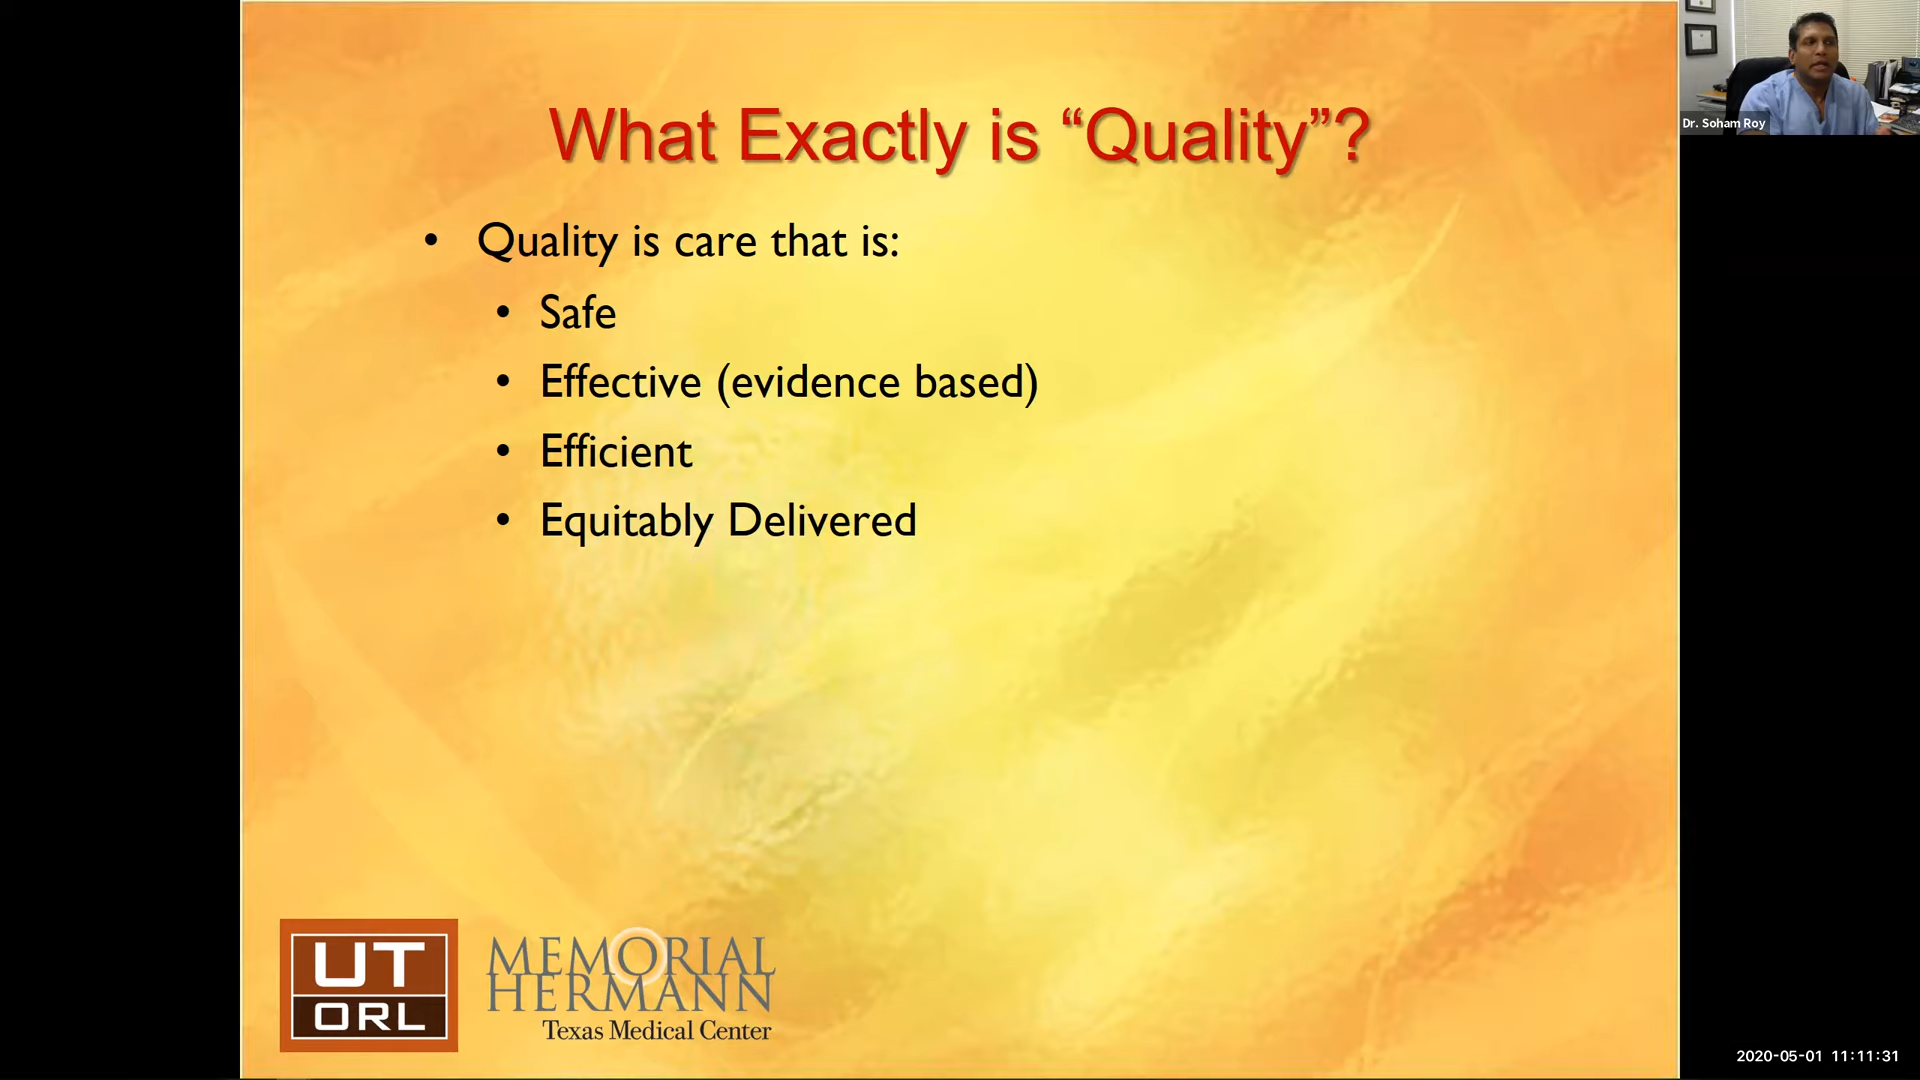 What Exactly is “Quality”?
• Quality is care that is:
• Safe
• Effective (evidence based)
• Efficient
• Equitably Delivered
Dr. Soham Roy
UT
ORL
MEMORIAL
HERMANN
Texas Medical Center
2020-05-01 11:11:31